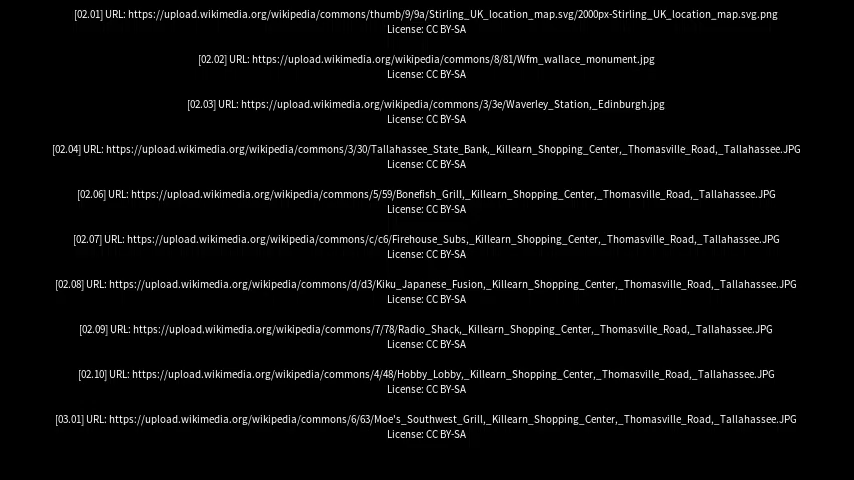 [02.01] URL: https://upload.wikimedia.org/wikipedia/commons/thumb/9/9a/Stirling_UK_location_map.svg/2000px-Stirling_UK_location_map.svg.png
License: CC BY-SA
[02.02] URL: https://upload.wikimedia.org/wikipedia/commons/8/81/Wfm_wallace_monument.jpg
License: CC BY-SA
[02.03] URL: https://upload.wikimedia.org/wikipedia/commons/3/3e/Waverley_Station,_Edinburgh.jpg
License: CC BY-SA
[02.04] URL: https://upload.wikimedia.org/wikipedia/commons/3/30/Tallahassee_State_Bank,_Killearn_Shopping_Center,_Thomasville_Road,_Tallahassee.JPG
License: CC BY-SA
[02.06] URL: https://upload.wikimedia.org/wikipedia/commons/5/59/Bonefish_Grill,_Killearn_Shopping_Center,_Thomasville_Road,_Tallahassee.JPG
License: CC BY-SA
[02.07] URL: https://upload.wikimedia.org/wikipedia/commons/c/c6/Firehouse_Subs,_Killearn_Shopping_Center,_Thomasville_Road,_Tallahassee.JPG
License: CC BY-SA
[02.08] URL: https://upload.wikimedia.org/wikipedia/commons/d/d3/Kiku_Japanese_Fusion,_Killearn_Shopping_Center,_Thomasville_Road,_Tallahassee.JPG
License: CC BY-SA
[02.09] URL: https://upload.wikimedia.org/wikipedia/commons/7/78/Radio_Shack,_Killearn_Shopping_Center,_Thomasville_Road,_Tallahassee.JPG
License: CC BY-SA
[02.10] URL: https://upload.wikimedia.org/wikipedia/commons/4/48/Hobby_Lobby,_Killearn_Shopping_Center,_Thomasville_Road,_Tallahassee.JPG
License: CC BY-SA
[03.01] URL: https://upload.wikimedia.org/wikipedia/commons/6/63/Moe's_Southwest_Grill,_Killearn_Shopping_Center,_Thomasville_Road,_Tallahassee.JPG
License: CC BY-SA